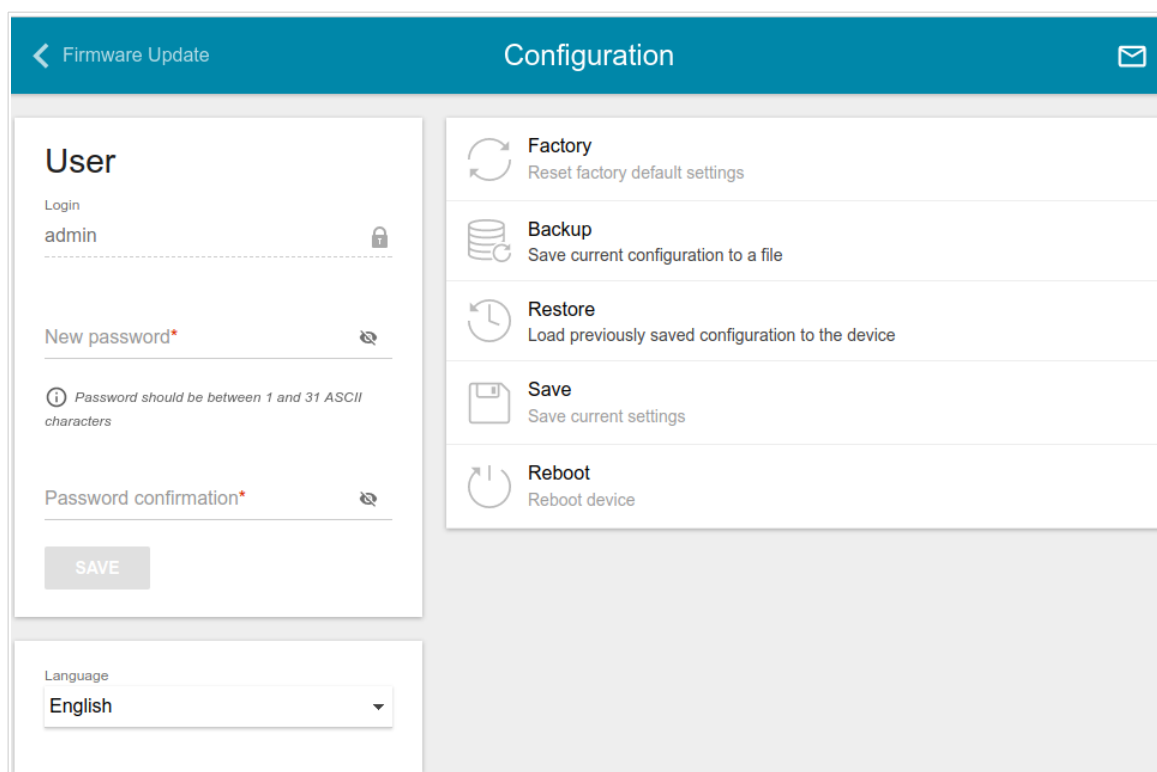 Firmware Update
Configuration
User
Login
admin
New password*
Password should be between 1 and 31 ASCII
characters
Password confirmation*
SAVE
Language
English
Factory
Reset factory default settings
Backup
Save current configuration to a file
Restore
Load previously saved configuration to the device
Save
Save current settings
Reboot
Reboot device